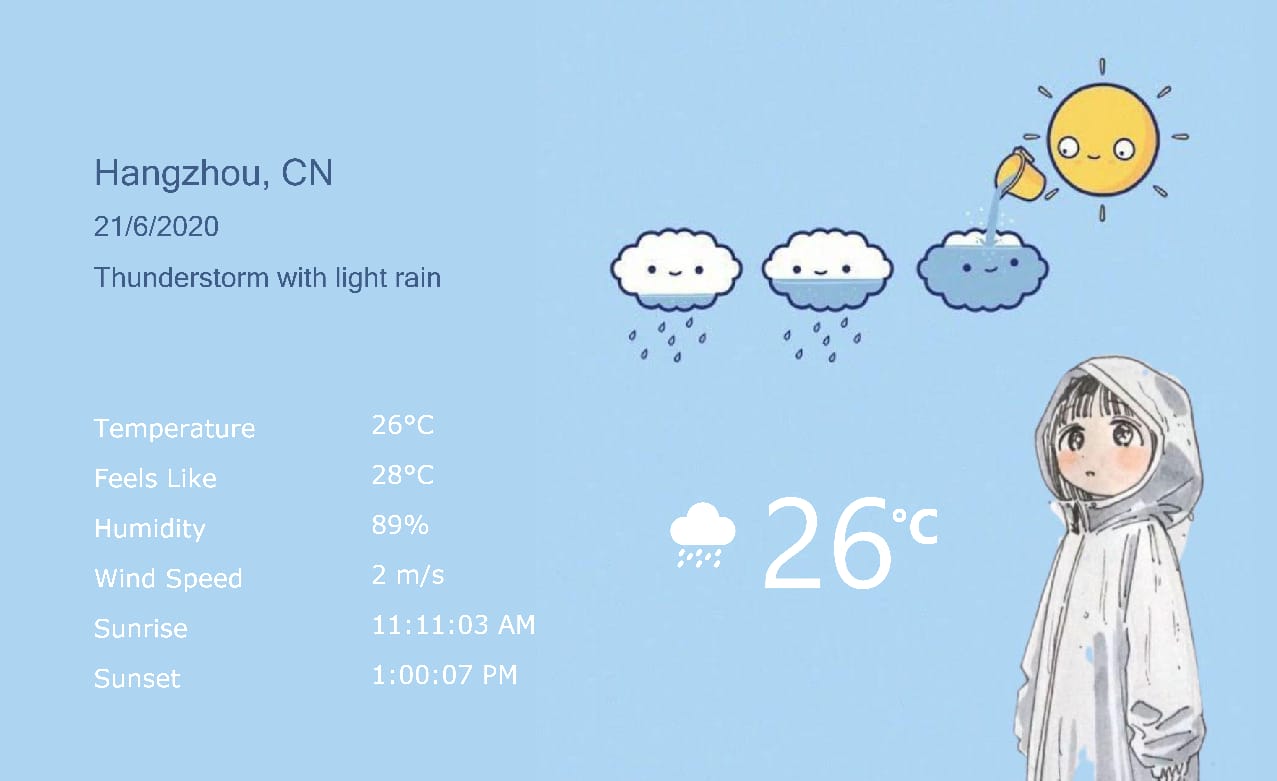 Hangzhou, CN
21/6/2020
Thunderstorm with light rain
Temperature 26°C
Feels Like 28°C
Humidity 89%
Wind Speed 2 m/s
Sunrise 11:11:03 AM
Sunset 1:00:07 PM
26°C